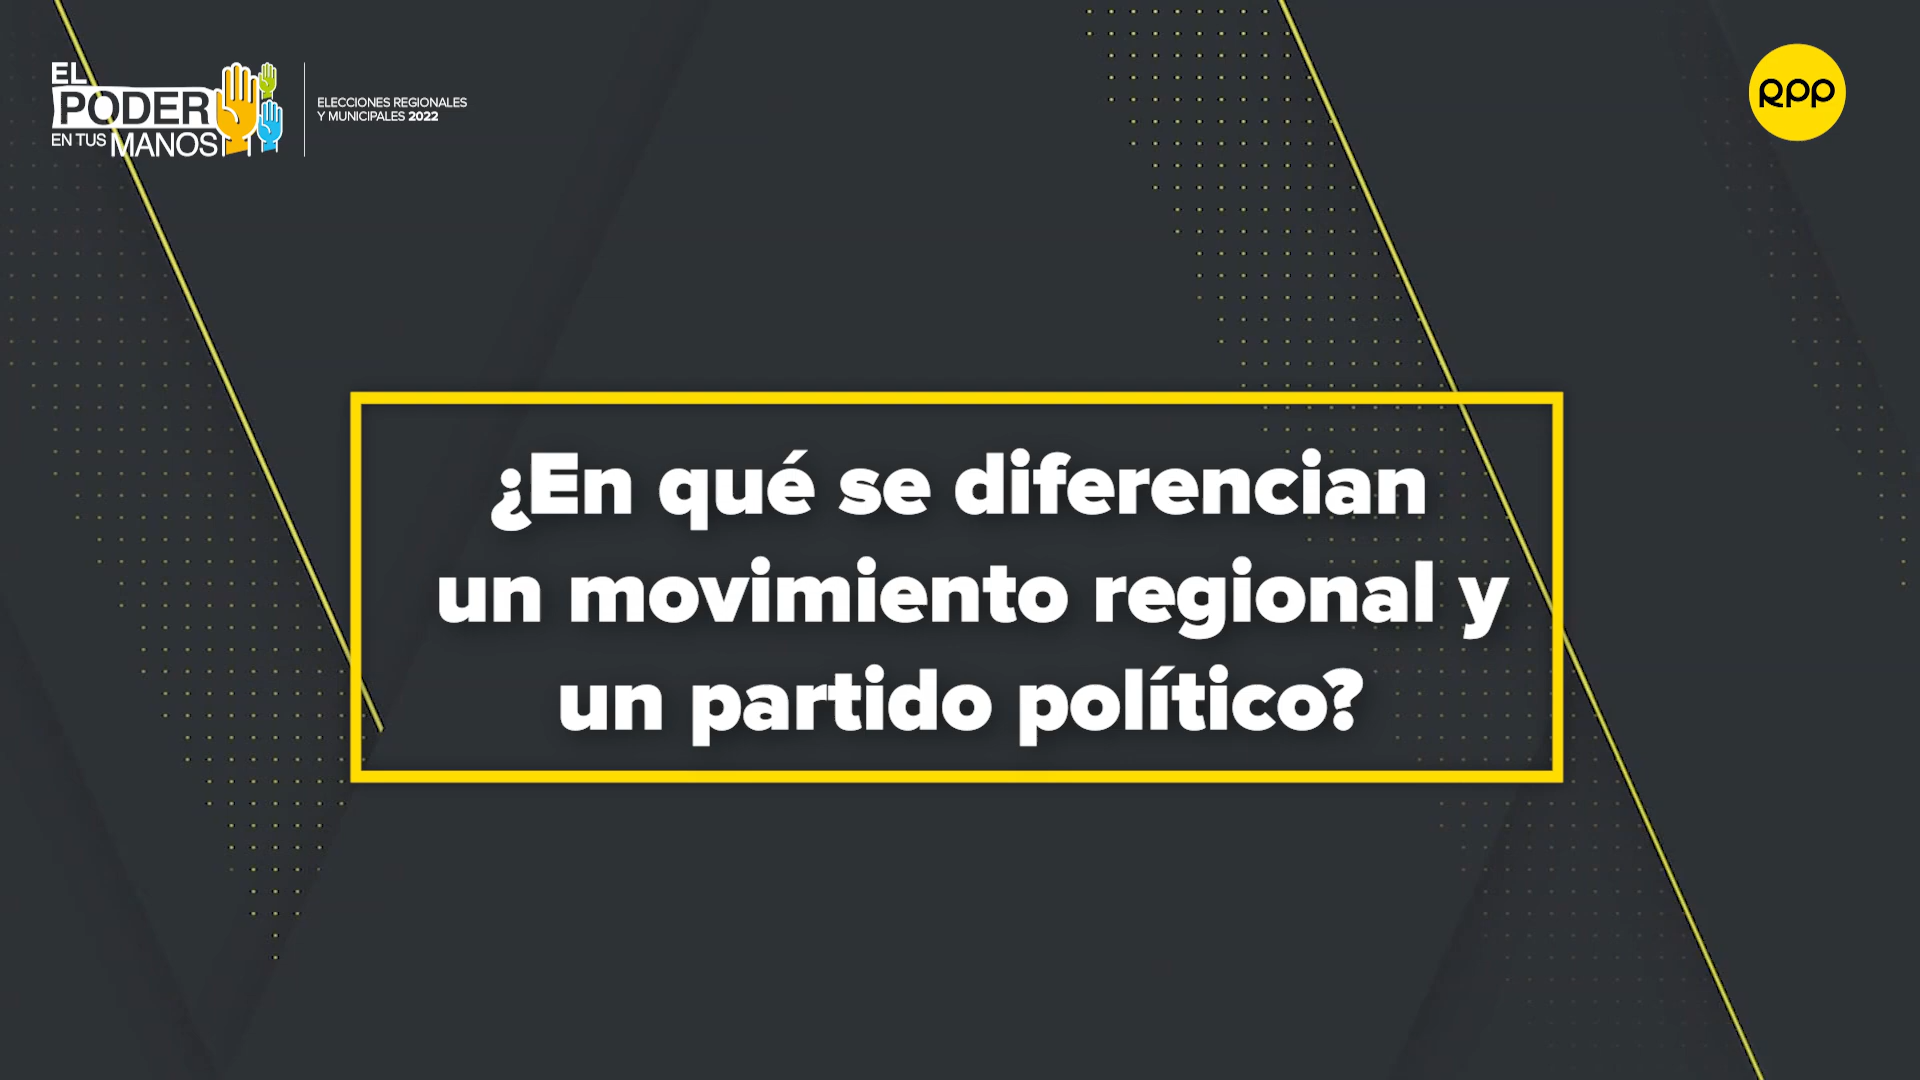 EL
PODER
EN TUS MANOS
ELECCIONES REGIONALES
Y MUNICIPALES 2022
RPP
¿En qué se diferencian
un movimiento regional y
un partido político?